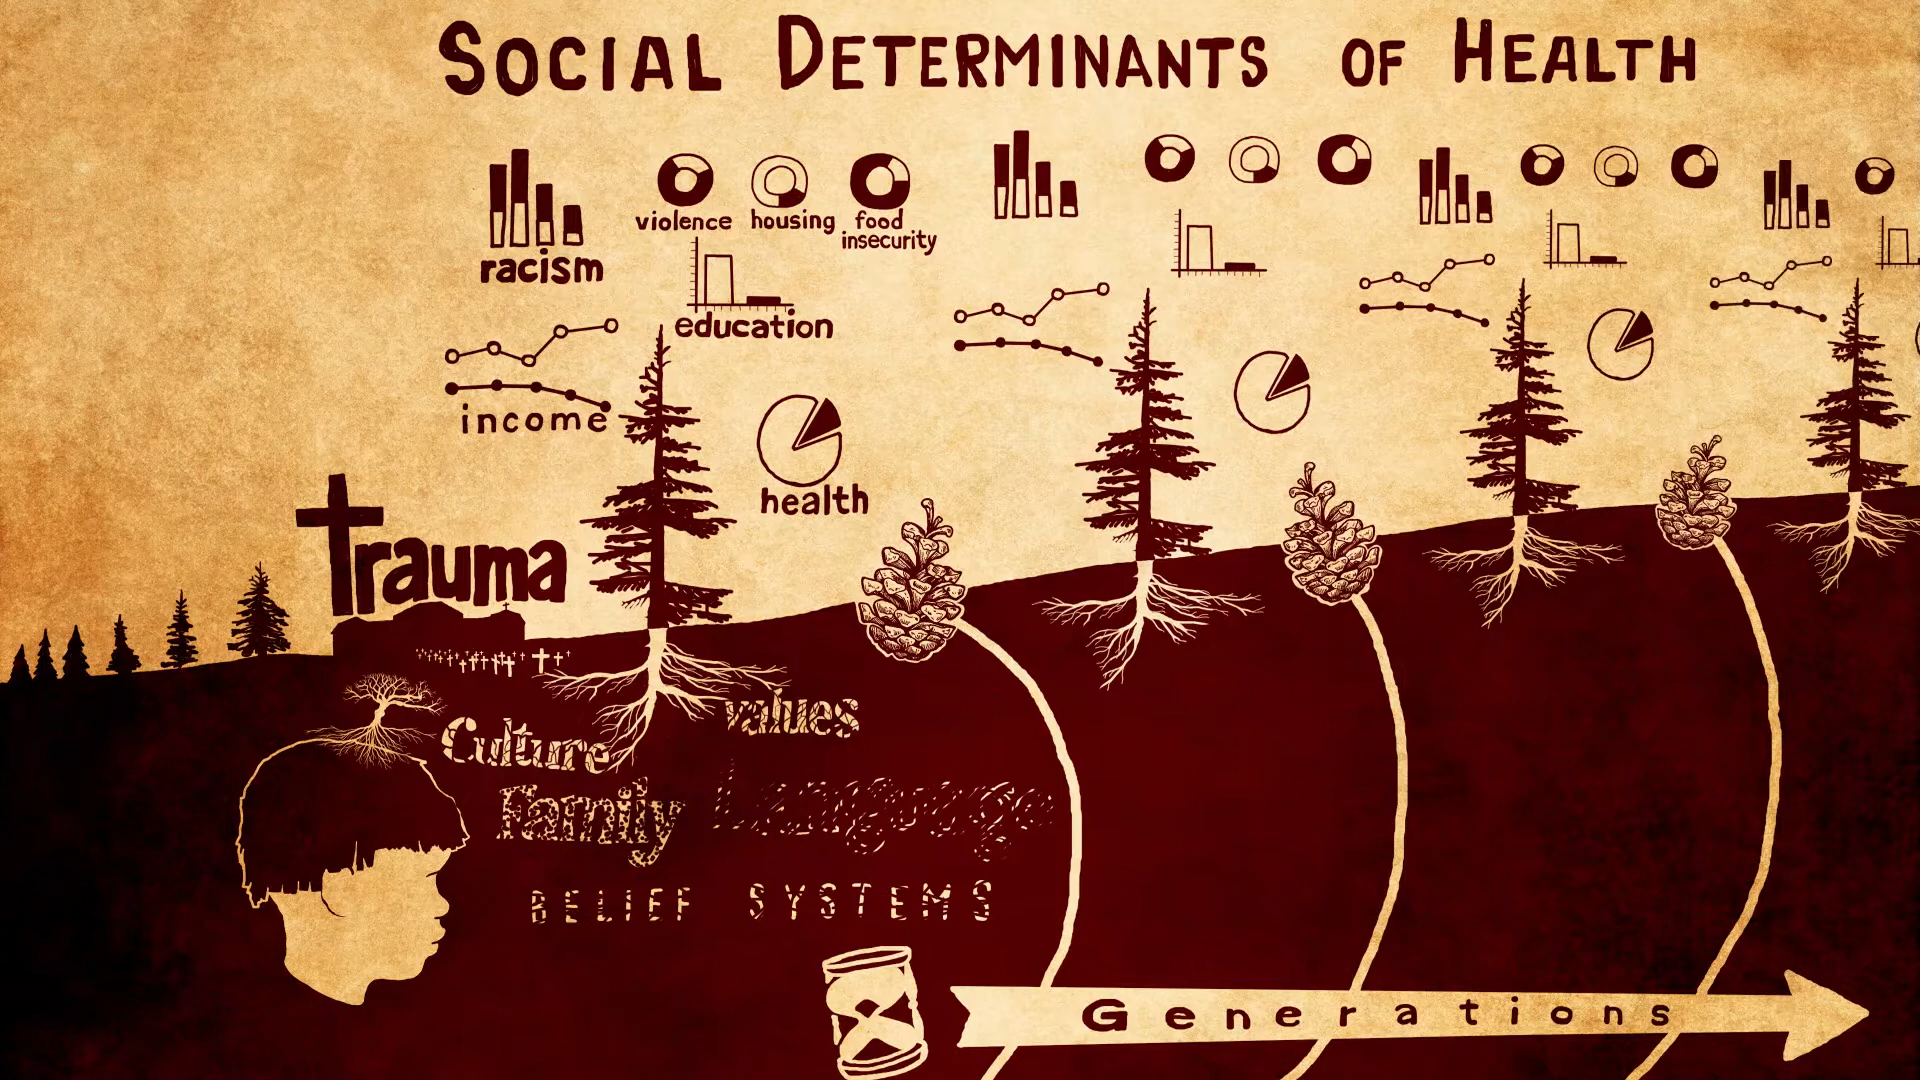 SOCIAL DETERMINANTS OF HEALTH
violence housing food
insecurity
racism
education
income
health
trauma
values
Culture
Family Language
BELIEF SYSTEMS
Generations